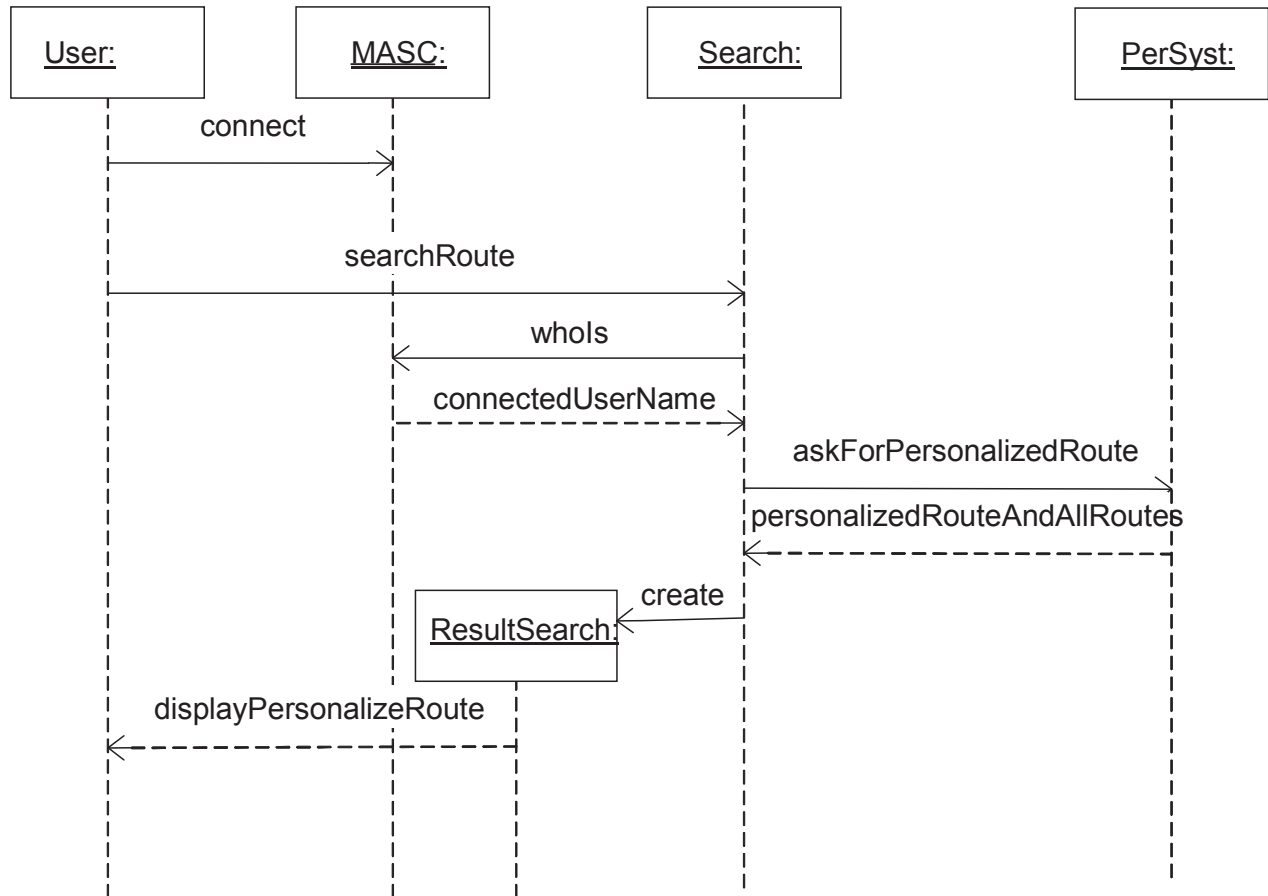 User:
MASC:
Search:
PerSyst:
connect
searchRoute
whoIs
connectedUserName
askForPersonalizedRoute
personalizedRouteAndAllRoutes
create
ResultSearch:
displayPersonalizeRoute